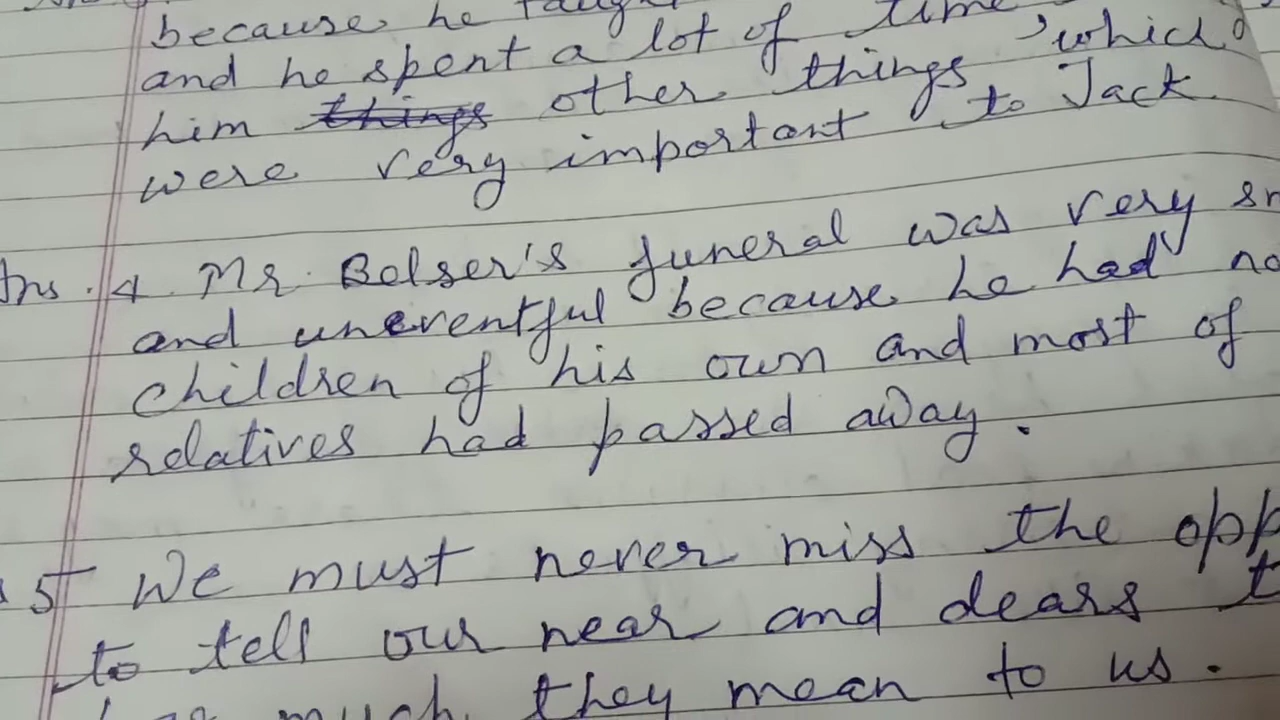 because he
and he spent a lot of time
him things other things, which
were very important to Jack.
Ans. 4 Mr. Belser's funeral was very
and uneventful because he had no
children of his own and most of
relatives had passed away.
5 We must never miss the opp
to tell our near and dears
much they mean to us.